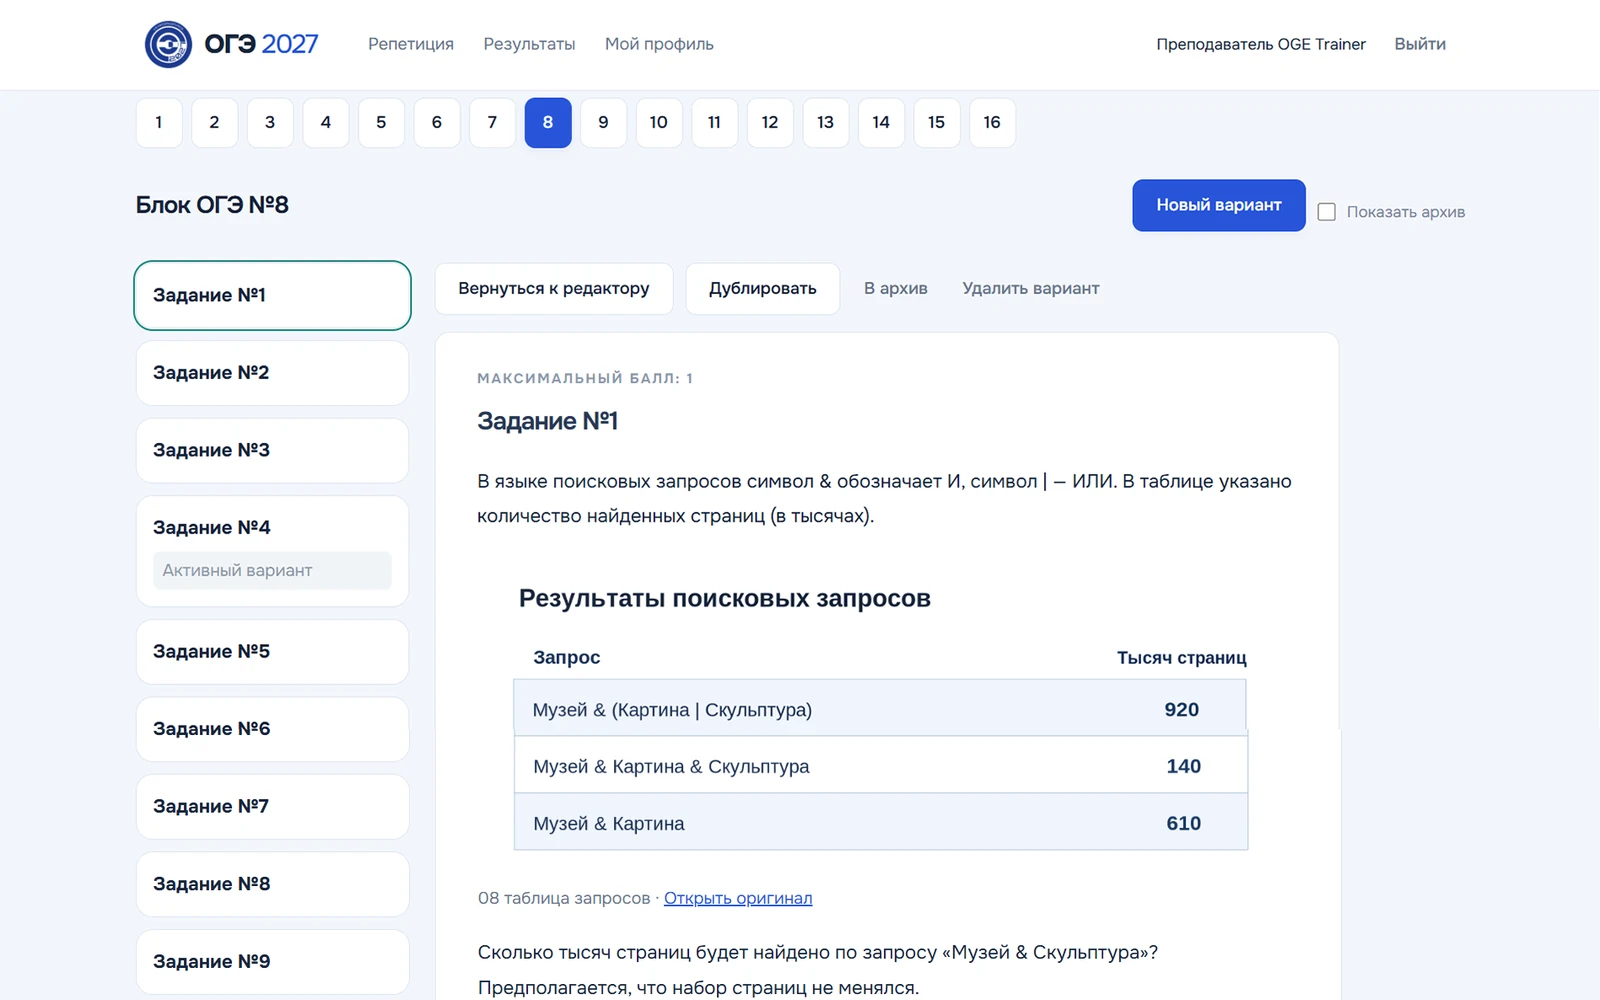 ОГЭ 2027 Репетиция Результаты Мой профиль Преподаватель OGE Trainer Выйти
1 2 3 4 5 6 7 8 9 10 11 12 13 14 15 16
Блок ОГЭ №8
Новый вариант
Показать архив
Задание №1
Задание №2
Задание №3
Задание №4
Активный вариант
Задание №5
Задание №6
Задание №7
Задание №8
Задание №9
Вернуться к редактору Дублировать В архив Удалить вариант
МАКСИМАЛЬНЫЙ БАЛЛ: 1
Задание №1
В языке поисковых запросов символ & обозначает И, символ | — ИЛИ. В таблице указано
количество найденных страниц (в тысячах).
Результаты поисковых запросов
Запрос Тысяч страниц
Музей & (Картина | Скульптура) 920
Музей & Картина & Скульптура 140
Музей & Картина 610
08 таблица запросов · Открыть оригинал
Сколько тысяч страниц будет найдено по запросу «Музей & Скульптура»?
Предполагается, что набор страниц не менялся.